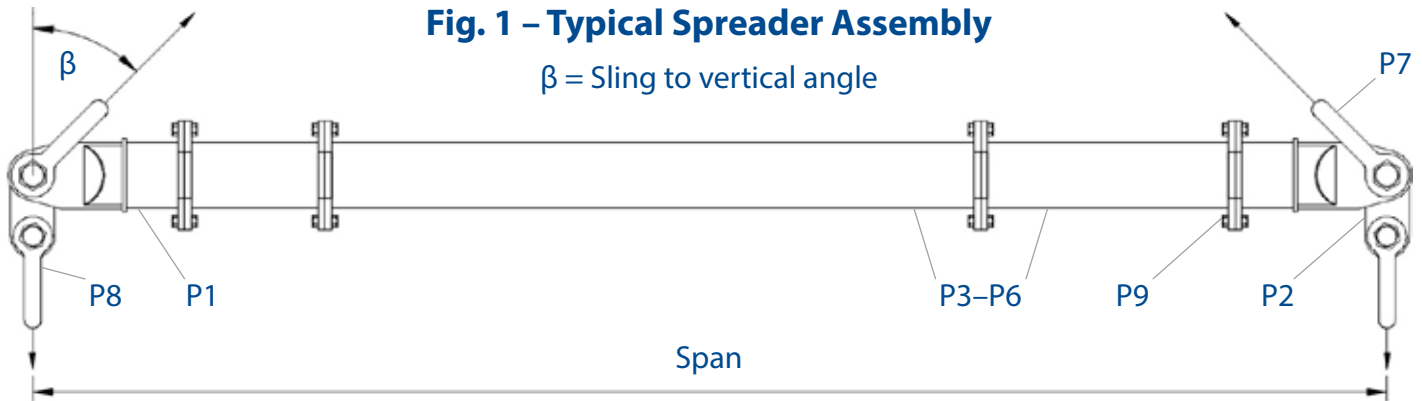 Fig. 1 – Typical Spreader Assembly
β
β = Sling to vertical angle
P7
P8
P1
P3–P6
P9
P2
Span